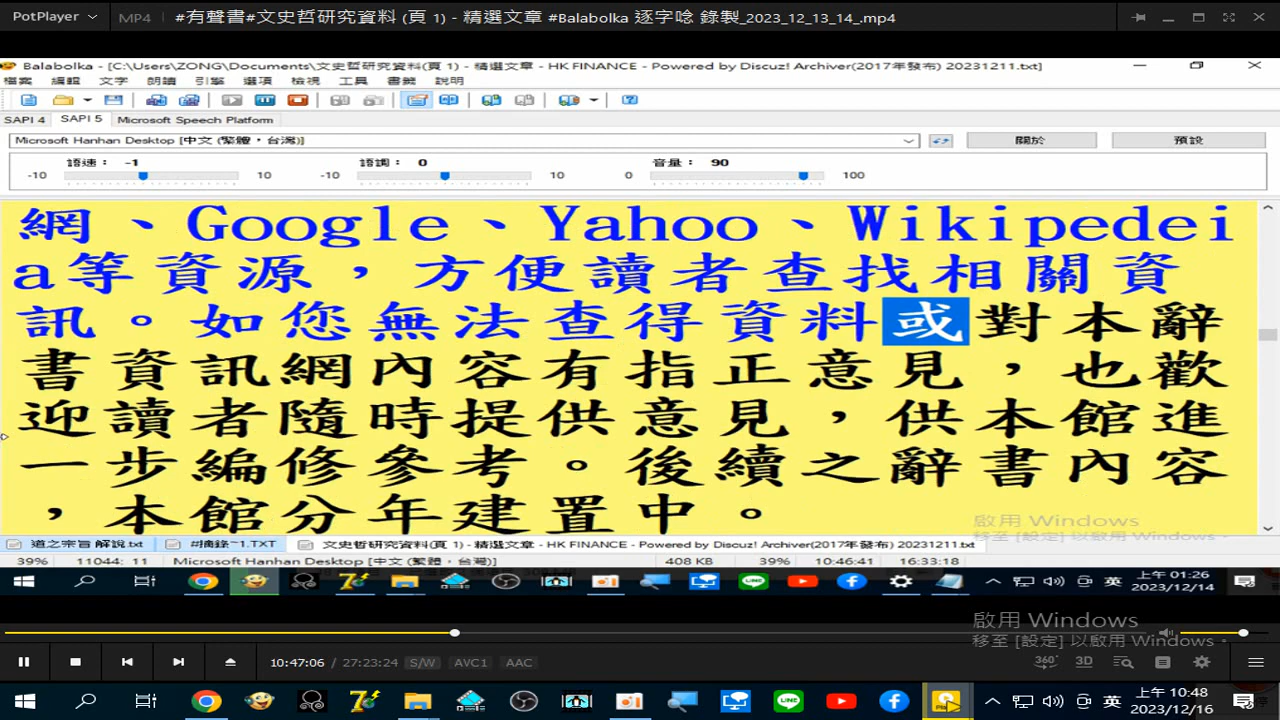 PotPlayer MP4 #有聲書#文史哲研究資料 (頁 1) - 精選文章 #Balabolka 逐字唸 錄製_2023_12_13_14_.mp4
Balabolka - [C:\Users\ZONG\Documents\文史哲研究資料(頁 1) - 精選文章 - HK FINANCE - Powered by Discuz! Archiver(2017年發布) 20231211.txt]
檔案 編輯 文字 朗讀 引擎 選項 檢視 工具 書籤 說明
SAPI 4 SAPI 5 Microsoft Speech Platform
Microsoft Hanhan Desktop [中文 (繁體，台灣)] 關於 預設
語速： -1 語調： 0 音量： 90
-10 10 -10 10 0 100
網、Google、Yahoo、Wikipedei
a等資源，方便讀者查找相關資
訊。如您無法查得資料或對本辭
書資訊網內容有指正意見，也歡
迎讀者隨時提供意見，供本館進
一步編修參考。後續之辭書內容
，本館分年建置中。
啟用 Windows
移至 [設定] 以啟用 Windows。
道之宗旨 解說.txt #摘錄~1.TXT 文史哲研究資料(頁 1) - 精選文章 - HK FINANCE - Powered by Discuz! Archiver(2017年發布) 20231211.txt
39% 11044: 11 Microsoft Hanhan Desktop [中文 (繁體，台灣)] 408 KB 39% 10:46:41 16:33:18
英 上午 01:26
2023/12/14
啟用 Windows
移至 [設定] 以啟用 Windows。
10:47:06 / 27:23:24 S/W AVC1 AAC 360° 3D
英 上午 10:48
2023/12/16